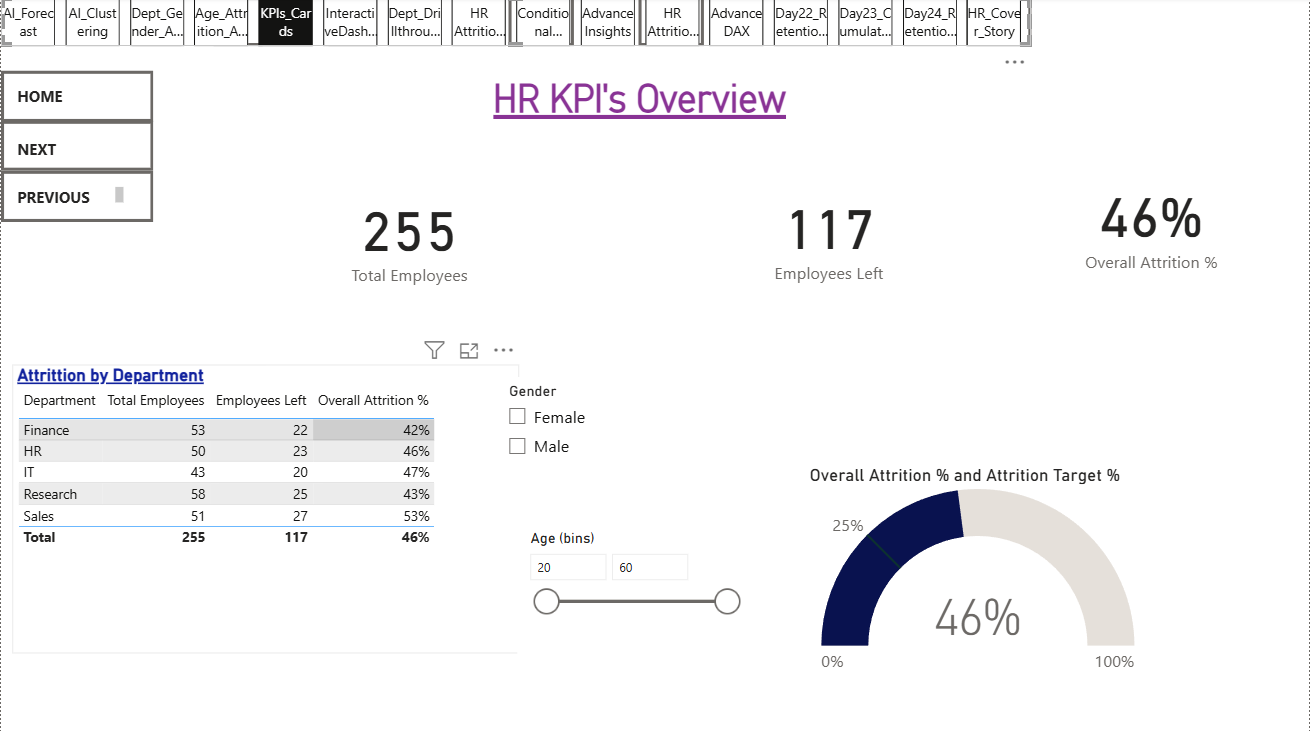 AI_Forec
ast
AI_Clust
ering
Dept_Ge
nder_A...
Age_Attr
ition_A...
KPIs_Car
ds
Interacti
veDash...
Dept_Dri
llthrou...
HR
Attritio...
Conditio
nal...
Advance
Insights
HR
Attritio...
Advance
DAX
Day22_R
etentio...
Day23_C
umulat...
Day24_R
etentio...
HR_Cove
r_Story
HOME
NEXT
PREVIOUS
HR KPI's Overview
255
Total Employees
117
Employees Left
46%
Overall Attrition %
Attrittion by Department
Department Total Employees Employees Left Overall Attrition %
Finance 53 22 42%
HR 50 23 46%
IT 43 20 47%
Research 58 25 43%
Sales 51 27 53%
Total 255 117 46%
Gender
Female
Male
Age (bins)
20 60
Overall Attrition % and Attrition Target %
25%
46%
0% 100%